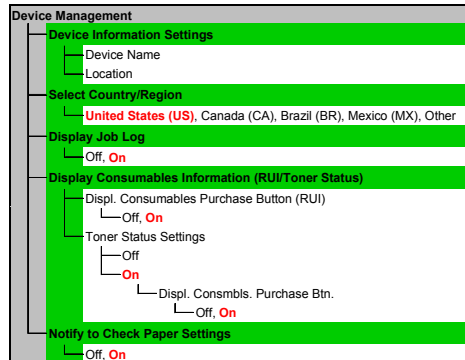 Device Management
Device Information Settings
Device Name
Location
Select Country/Region
United States (US), Canada (CA), Brazil (BR), Mexico (MX), Other
Display Job Log
Off, On
Display Consumables Information (RUI/Toner Status)
Displ. Consumables Purchase Button (RUI)
Off, On
Toner Status Settings
Off
On
Displ. Consmbls. Purchase Btn.
Off, On
Notify to Check Paper Settings
Off, On